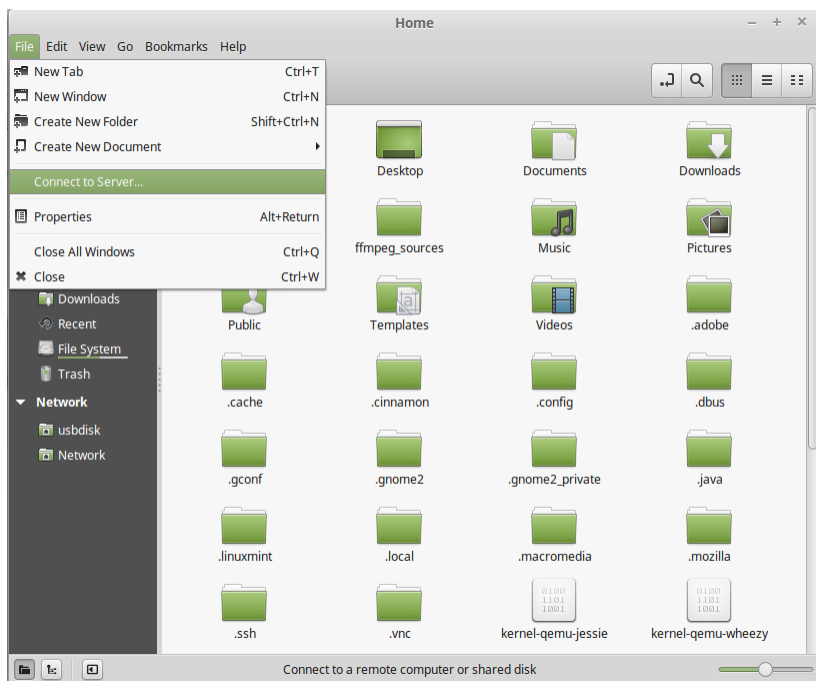 Home
File Edit View Go Bookmarks Help
New Tab Ctrl+T
New Window Ctrl+N
Create New Folder Shift+Ctrl+N
Create New Document
Connect to Server...
Properties Alt+Return
Close All Windows Ctrl+Q
Close Ctrl+W
Downloads
Recent
File System
Trash
Network
usbdisk
Network
Desktop Documents Downloads
ffmpeg_sources Music Pictures
Public Templates Videos .adobe
.cache .cinnamon .config .dbus
.gconf .gnome2 .gnome2_private .java
.linuxmint .local .macromedia .mozilla
0100 0100
1101 1101
1001 1001
.ssh .vnc kernel-qemu-jessie kernel-qemu-wheezy
Connect to a remote computer or shared disk